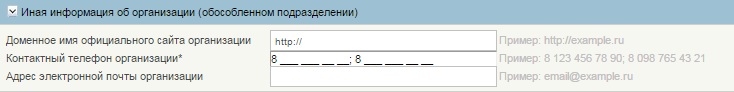 Иная информация об организации (обособленном подразделении)
Доменное имя официального сайта организации http:// Пример: http://example.ru
Контактный телефон организации* 8 ___ ___ __ __; 8 ___ ___ __ __ Пример: 8 123 456 78 90; 8 098 765 43 21
Адрес электронной почты организации Пример: email@example.ru